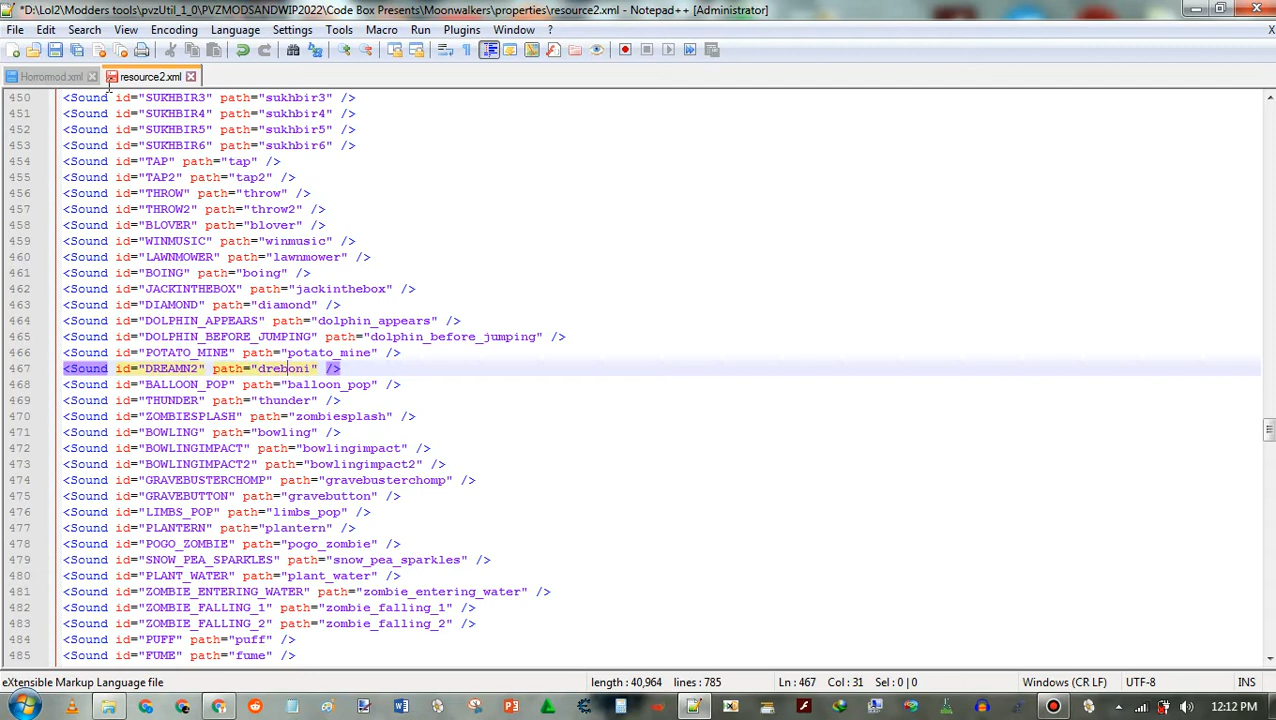 *D:\Lol2\Modders tools\pvzUtil_1_0\PVZMODSANDWIP2022\Code Box Presents\Moonwalkers\properties\resource2.xml - Notepad++ [Administrator]
File Edit Search View Encoding Language Settings Tools Macro Run Plugins Window ? X
Horrormod.xml resource2.xml
450 <Sound id="SUKHBIR3" path="sukhbir3" />
451 <Sound id="SUKHBIR4" path="sukhbir4" />
452 <Sound id="SUKHBIR5" path="sukhbir5" />
453 <Sound id="SUKHBIR6" path="sukhbir6" />
454 <Sound id="TAP" path="tap" />
455 <Sound id="TAP2" path="tap2" />
456 <Sound id="THROW" path="throw" />
457 <Sound id="THROW2" path="throw2" />
458 <Sound id="BLOVER" path="blover" />
459 <Sound id="WINMUSIC" path="winmusic" />
460 <Sound id="LAWNMOWER" path="lawnmower" />
461 <Sound id="BOING" path="boing" />
462 <Sound id="JACKINTHEBOX" path="jackinthebox" />
463 <Sound id="DIAMOND" path="diamond" />
464 <Sound id="DOLPHIN_APPEARS" path="dolphin_appears" />
465 <Sound id="DOLPHIN_BEFORE_JUMPING" path="dolphin_before_jumping" />
466 <Sound id="POTATO_MINE" path="potato_mine" />
467 <Sound id="DREAMN2" path="dreboni" />
468 <Sound id="BALLOON_POP" path="balloon_pop" />
469 <Sound id="THUNDER" path="thunder" />
470 <Sound id="ZOMBIESPLASH" path="zombiesplash" />
471 <Sound id="BOWLING" path="bowling" />
472 <Sound id="BOWLINGIMPACT" path="bowlingimpact" />
473 <Sound id="BOWLINGIMPACT2" path="bowlingimpact2" />
474 <Sound id="GRAVEBUSTERCHOMP" path="gravebusterchomp" />
475 <Sound id="GRAVEBUTTON" path="gravebutton" />
476 <Sound id="LIMBS_POP" path="limbs_pop" />
477 <Sound id="PLANTERN" path="plantern" />
478 <Sound id="POGO_ZOMBIE" path="pogo_zombie" />
479 <Sound id="SNOW_PEA_SPARKLES" path="snow_pea_sparkles" />
480 <Sound id="PLANT_WATER" path="plant_water" />
481 <Sound id="ZOMBIE_ENTERING_WATER" path="zombie_entering_water" />
482 <Sound id="ZOMBIE_FALLING_1" path="zombie_falling_1" />
483 <Sound id="ZOMBIE_FALLING_2" path="zombie_falling_2" />
484 <Sound id="PUFF" path="puff" />
485 <Sound id="FUME" path="fume" />
eXtensible Markup Language file length : 40,964 lines : 785 Ln : 467 Col : 31 Sel : 0 | 0 Windows (CR LF) UTF-8 INS
12:12 PM